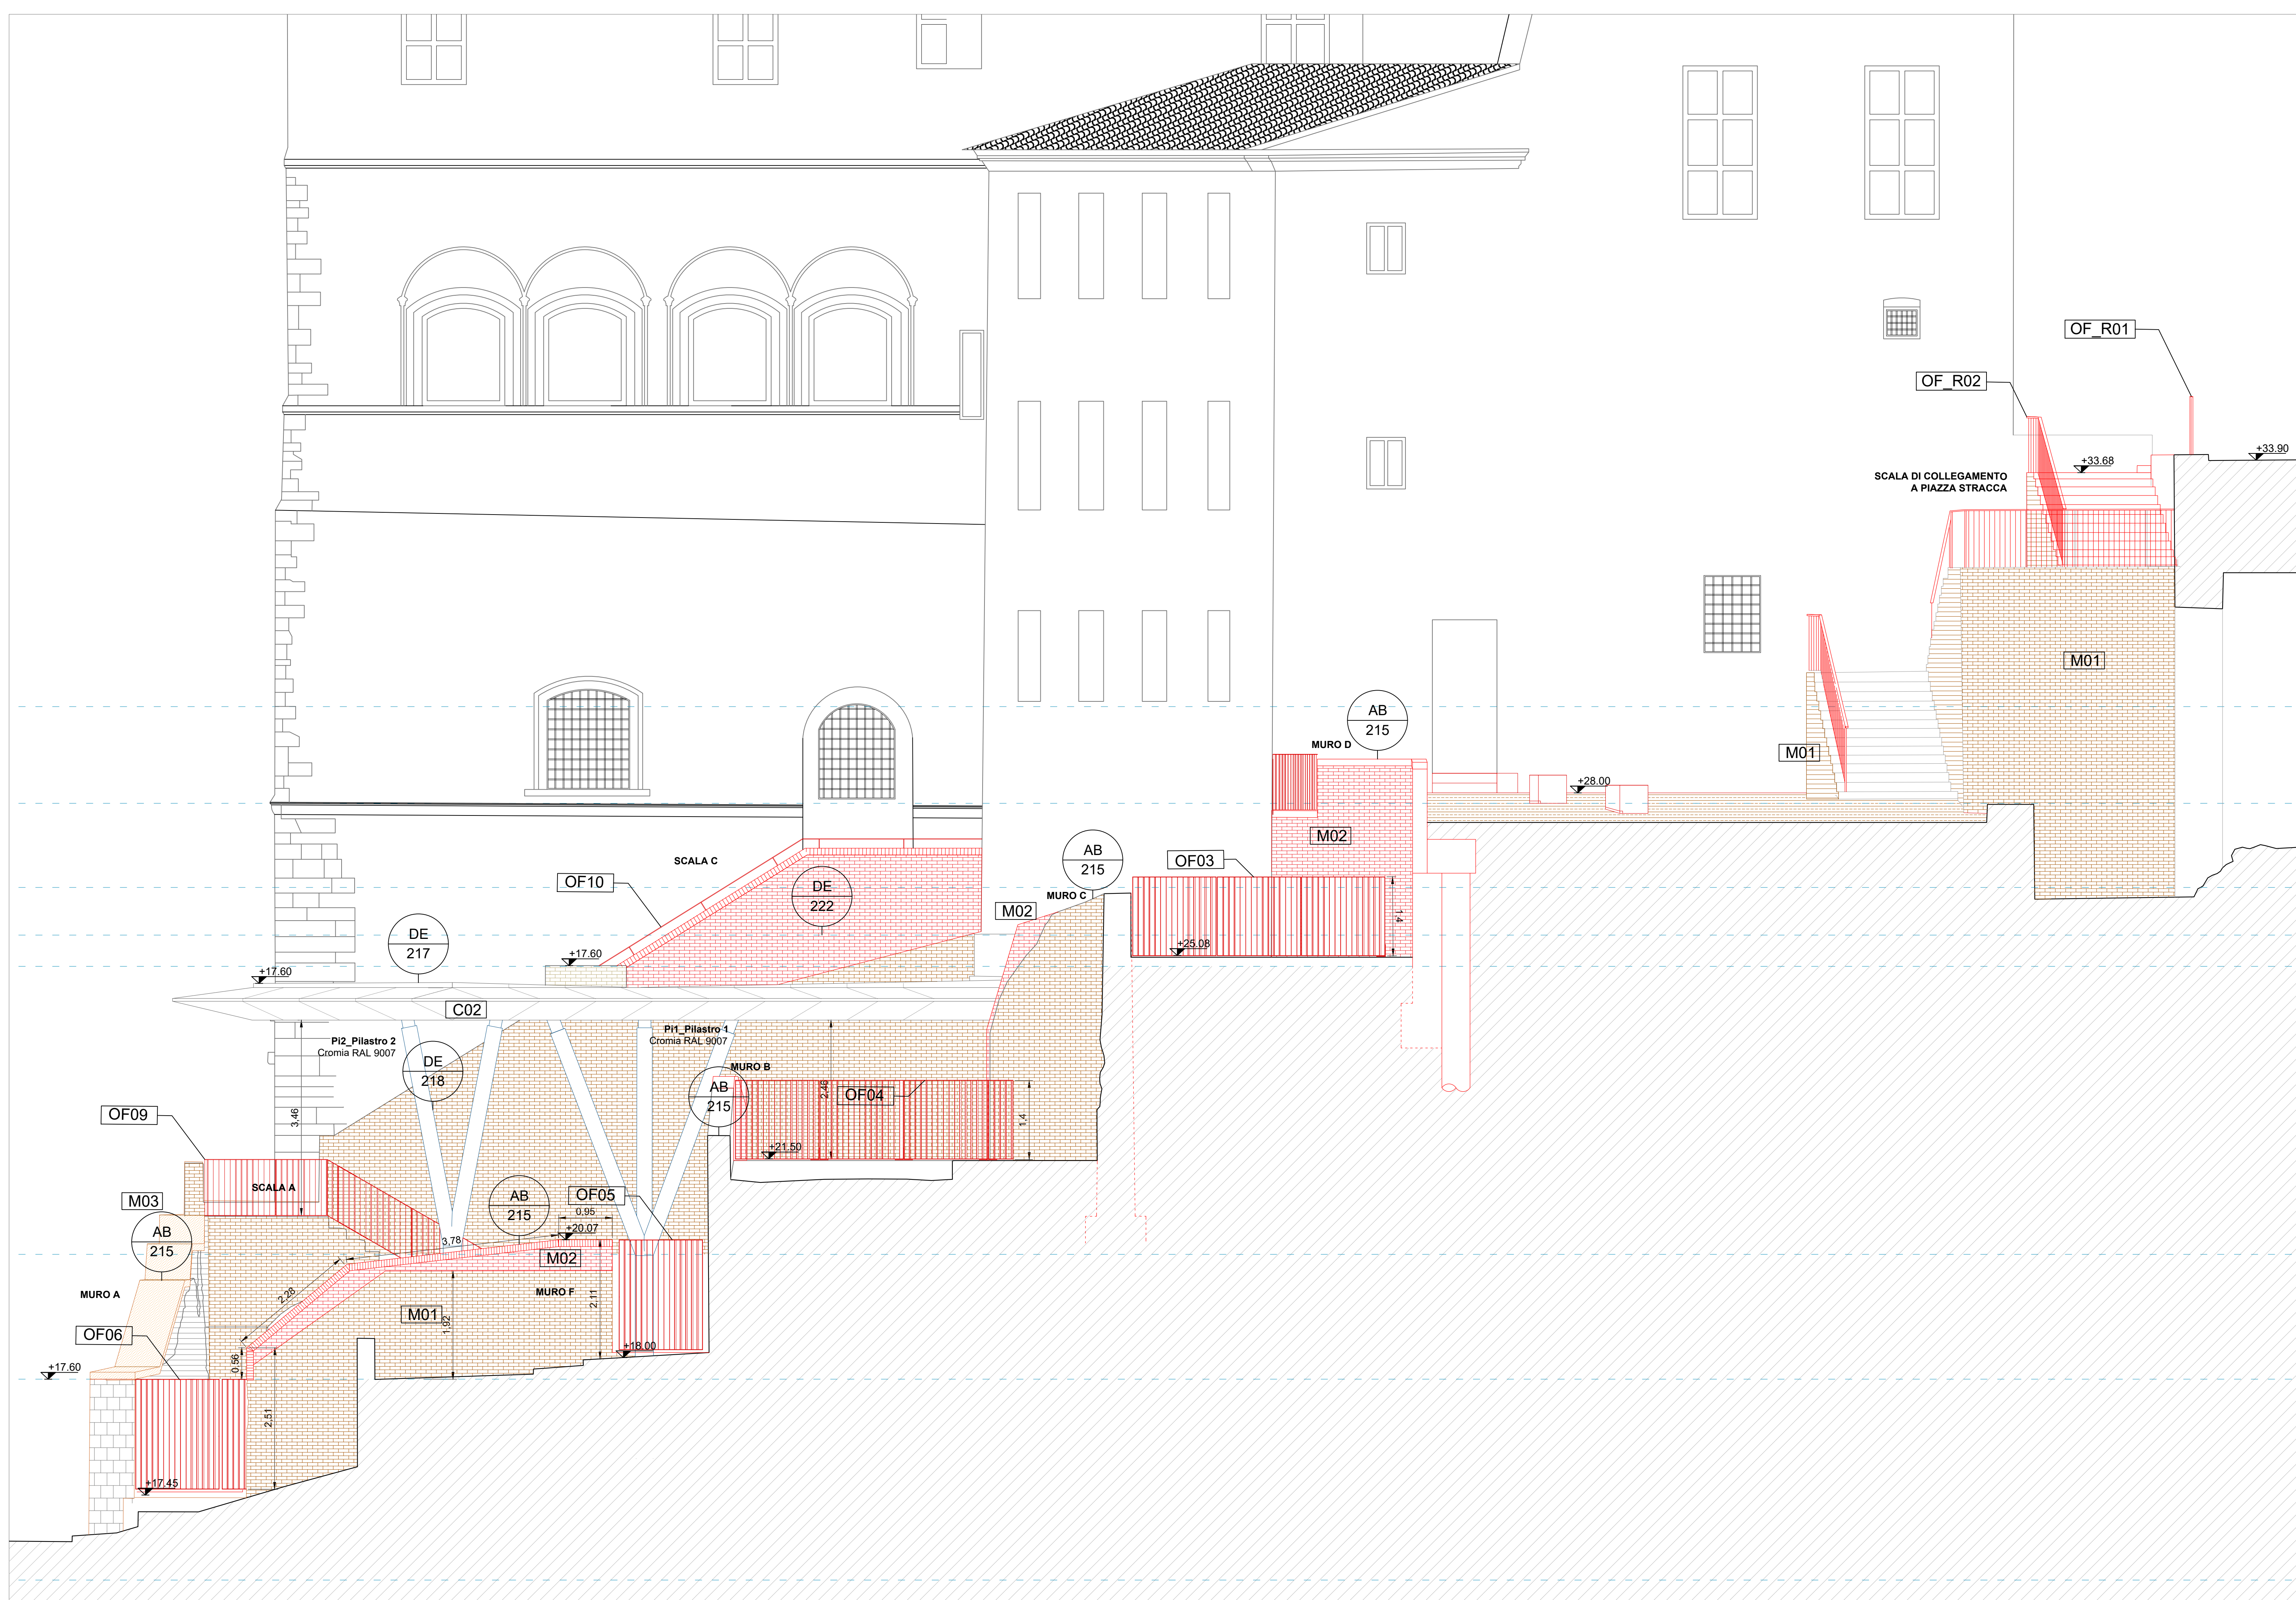 OF_R01
OF_R02
+33.90
+33.68
SCALA DI COLLEGAMENTO
A PIAZZA STRACCA
M01
AB
215
MURO D
M01
+28.00
M02
AB
215
SCALA C
OF03
OF10
DE
222
MURO C
M02
1,4
DE
217
+25.08
+17.60
+17.60
C02
Pi1_Pilastro 1
Cromia RAL 9007
Pi2_Pilastro 2
Cromia RAL 9007
DE
218
MURO B
AB
215
2,46
OF04
1,4
3,46
OF09
+21.50
SCALA A
M03
AB
215
AB
215
OF05
0,95
+20.07
3,78
M02
MURO A
2,28
MURO F
2,11
M01
1,92
OF06
+18.00
0,56
+17.60
2,51
+17.45